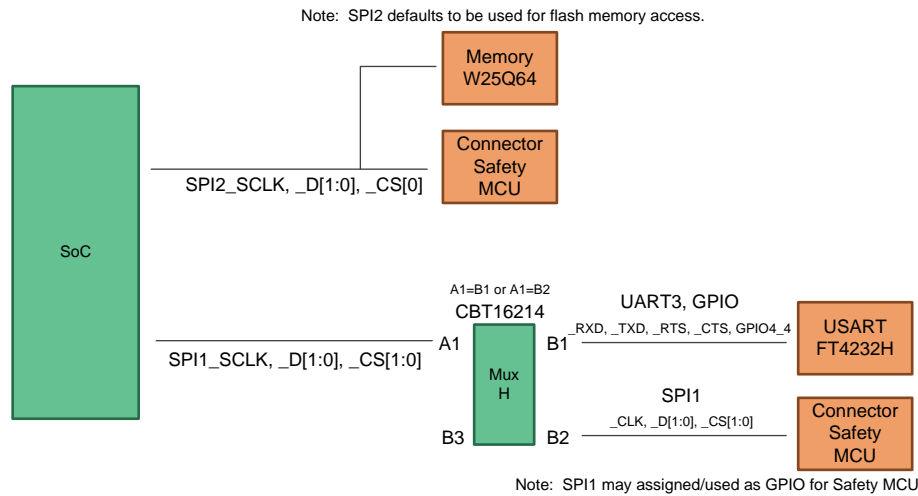 Note:  SPI2 defaults to be used for flash memory access.
Memory
W25Q64
Connector
Safety
MCU
SPI2_SCLK, _D[1:0], _CS[0]
SoC
A1=B1 or A1=B2
CBT16214
UART3, GPIO
_RXD, _TXD, _RTS, _CTS, GPIO4_4
USART
FT4232H
A1
B1
SPI1_SCLK, _D[1:0], _CS[1:0]
Mux
H
SPI1
_CLK, _D[1:0], _CS[1:0]
Connector
Safety
MCU
B3
B2
Note:  SPI1 may assigned/used as GPIO for Safety MCU